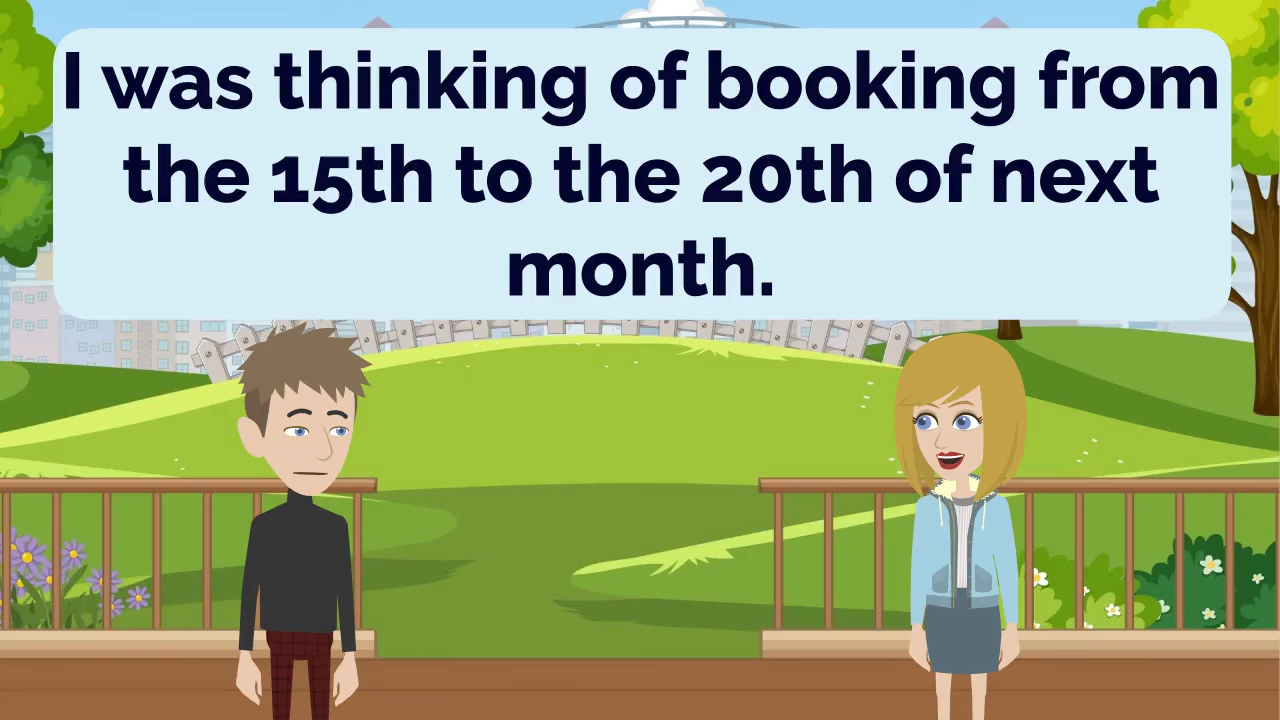 I was thinking of booking from
the 15th to the 20th of next
month.